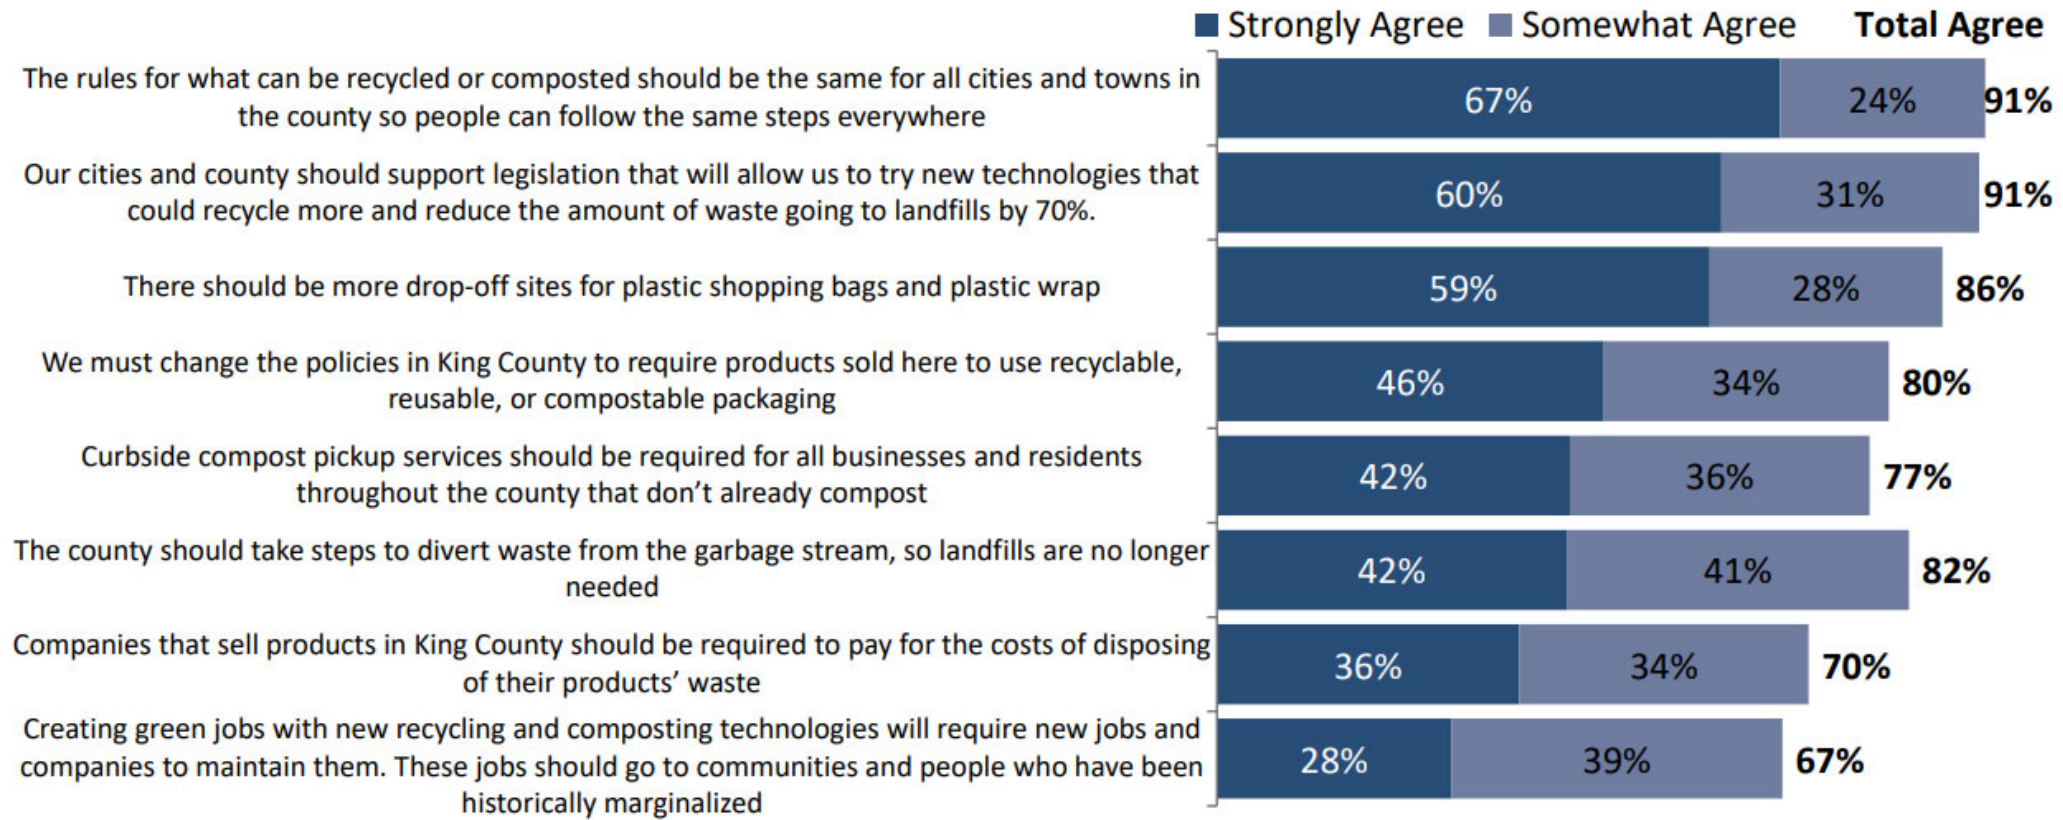 Strongly Agree Somewhat Agree Total Agree
The rules for what can be recycled or composted should be the same for all cities and towns in
the county so people can follow the same steps everywhere
67% 24% 91%
Our cities and county should support legislation that will allow us to try new technologies that
could recycle more and reduce the amount of waste going to landfills by 70%.
60% 31% 91%
There should be more drop-off sites for plastic shopping bags and plastic wrap
59% 28% 86%
We must change the policies in King County to require products sold here to use recyclable,
reusable, or compostable packaging
46% 34% 80%
Curbside compost pickup services should be required for all businesses and residents
throughout the county that don’t already compost
42% 36% 77%
The county should take steps to divert waste from the garbage stream, so landfills are no longer
needed
42% 41% 82%
Companies that sell products in King County should be required to pay for the costs of disposing
of their products’ waste
36% 34% 70%
Creating green jobs with new recycling and composting technologies will require new jobs and
companies to maintain them. These jobs should go to communities and people who have been
historically marginalized
28% 39% 67%